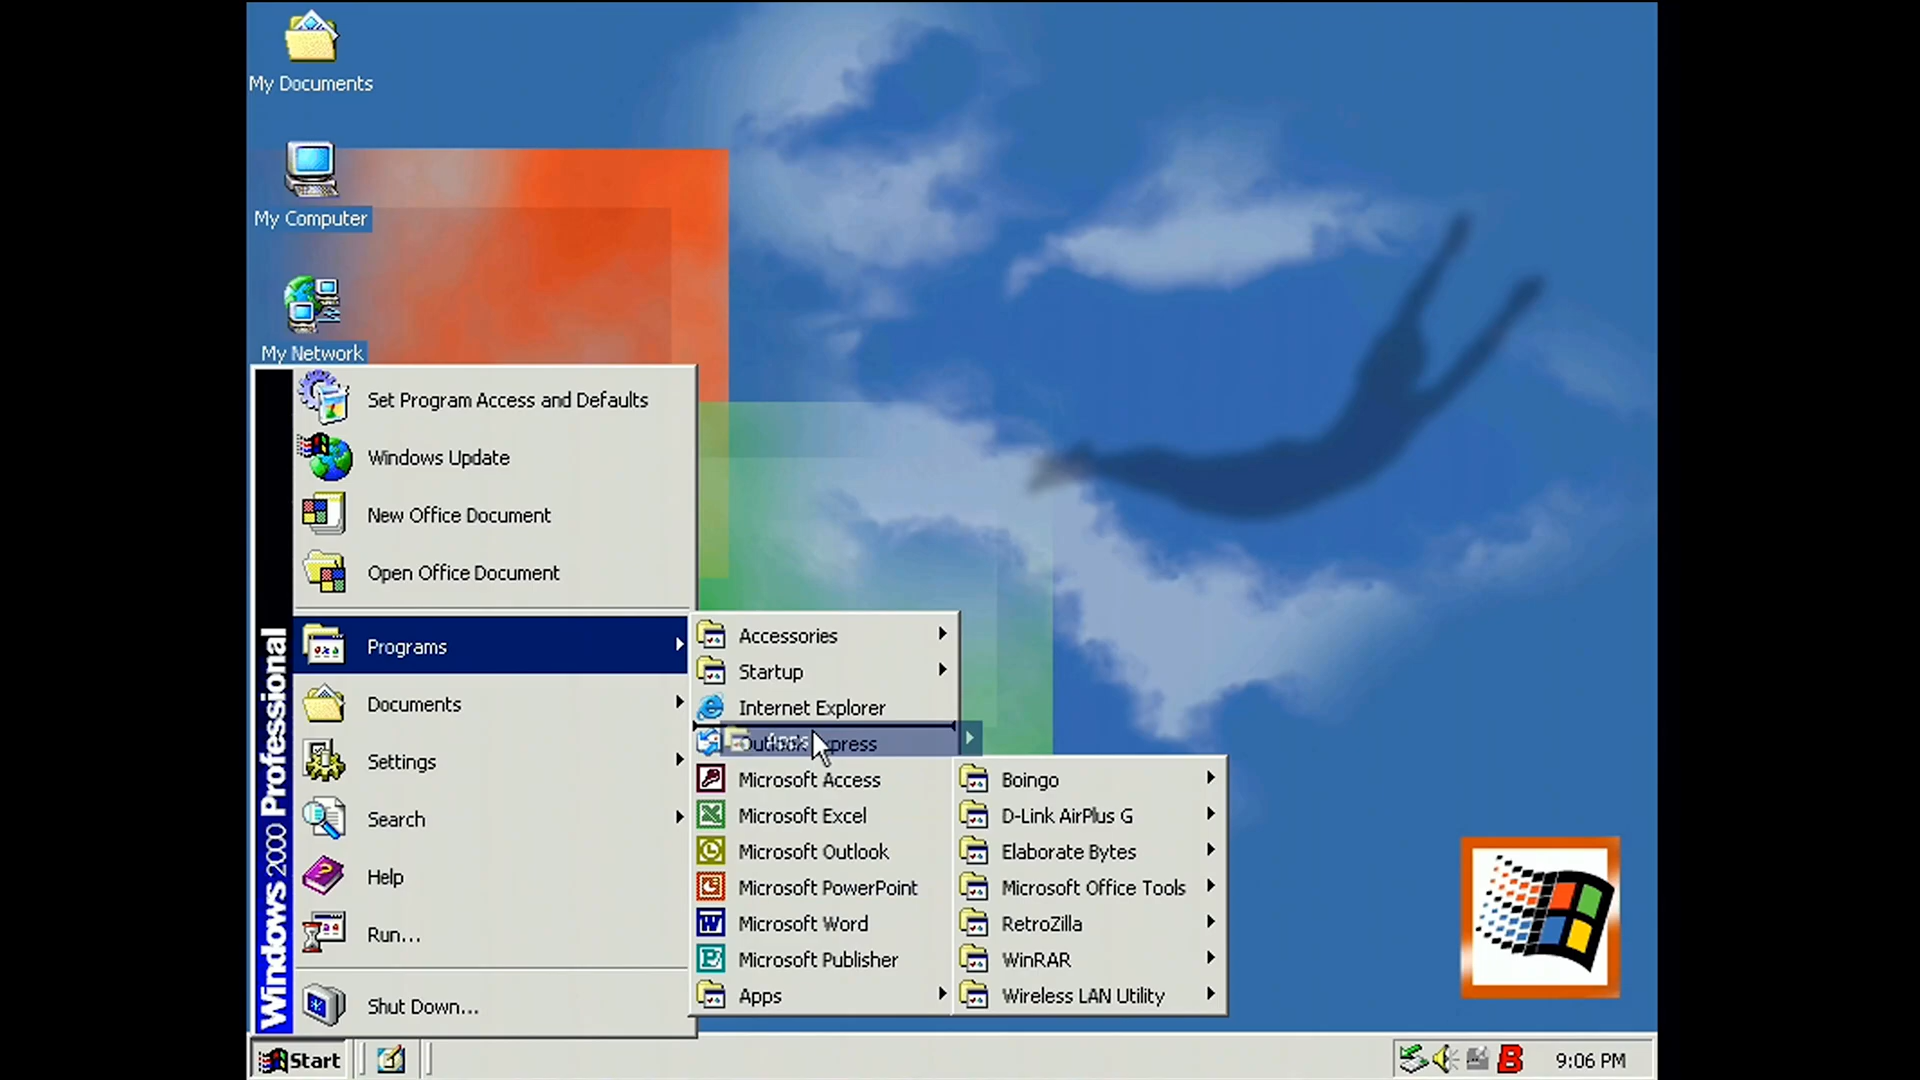 My Documents
My Computer
My Network
Set Program Access and Defaults
Windows Update
New Office Document
Open Office Document
Programs
Documents
Settings
Search
Help
Run...
Shut Down...
Windows 2000 Professional
Accessories
Startup
Internet Explorer
Outlook Express
Apps
Microsoft Access
Microsoft Excel
Microsoft Outlook
Microsoft PowerPoint
Microsoft Word
Microsoft Publisher
Apps
Boingo
D-Link AirPlus G
Elaborate Bytes
Microsoft Office Tools
RetroZilla
WinRAR
Wireless LAN Utility
Start
B
9:06 PM